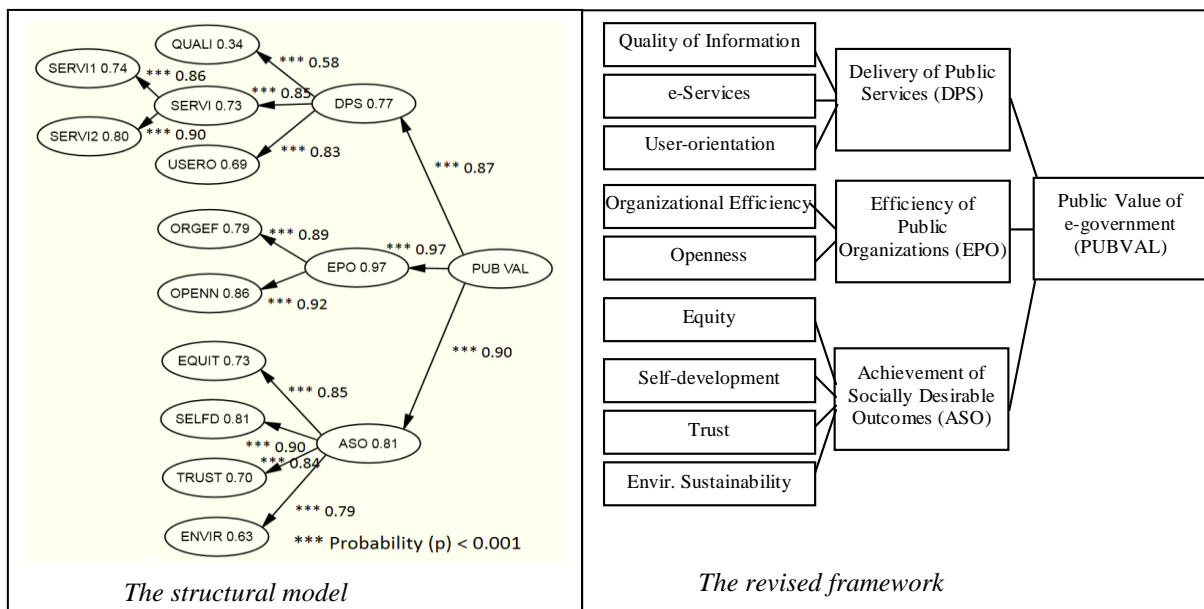 QUALI 0.34
SERVI1 0.74
*** 0.86
*** 0.58
SERVI 0.73
*** 0.85
DPS 0.77
SERVI2 0.80
*** 0.90
USERO 0.69
*** 0.83
*** 0.87
ORGEF 0.79
*** 0.89
EPO 0.97
*** 0.97
PUB VAL
OPENN 0.86
*** 0.92
EQUIT 0.73
*** 0.90
*** 0.85
SELFD 0.81
*** 0.90
ASO 0.81
*** 0.84
TRUST 0.70
*** 0.79
ENVIR 0.63
*** Probability (p) < 0.001
The structural model
Quality of Information
e-Services
User-orientation
Delivery of Public
Services (DPS)
Organizational Efficiency
Openness
Efficiency of
Public
Organizations (EPO)
Public Value of
e-government
(PUBVAL)
Equity
Self-development
Trust
Envir. Sustainability
Achievement of
Socially Desirable
Outcomes (ASO)
The revised framework